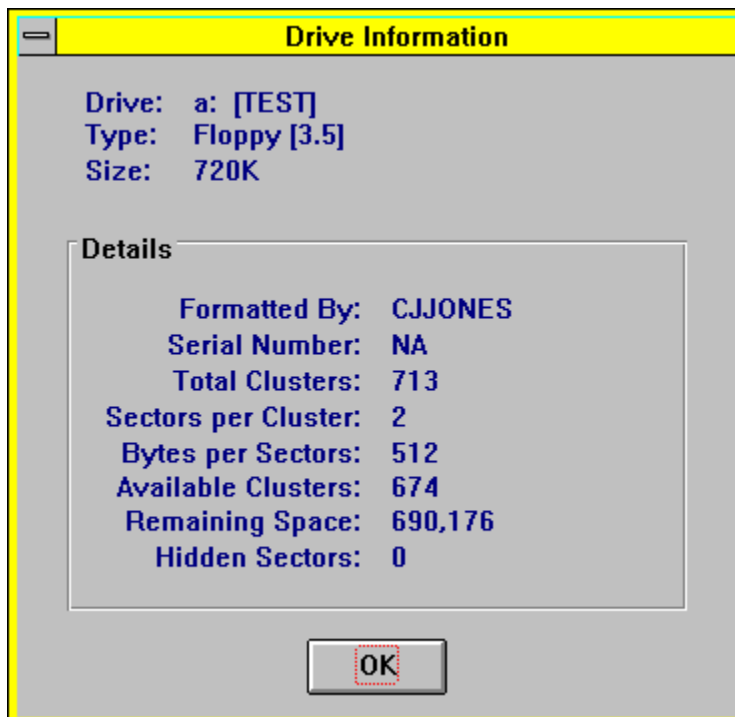 Drive Information
Drive: a: [TEST]
Type: Floppy [3.5]
Size: 720K
Details
Formatted By: CJJONES
Serial Number: NA
Total Clusters: 713
Sectors per Cluster: 2
Bytes per Sectors: 512
Available Clusters: 674
Remaining Space: 690,176
Hidden Sectors: 0
OK